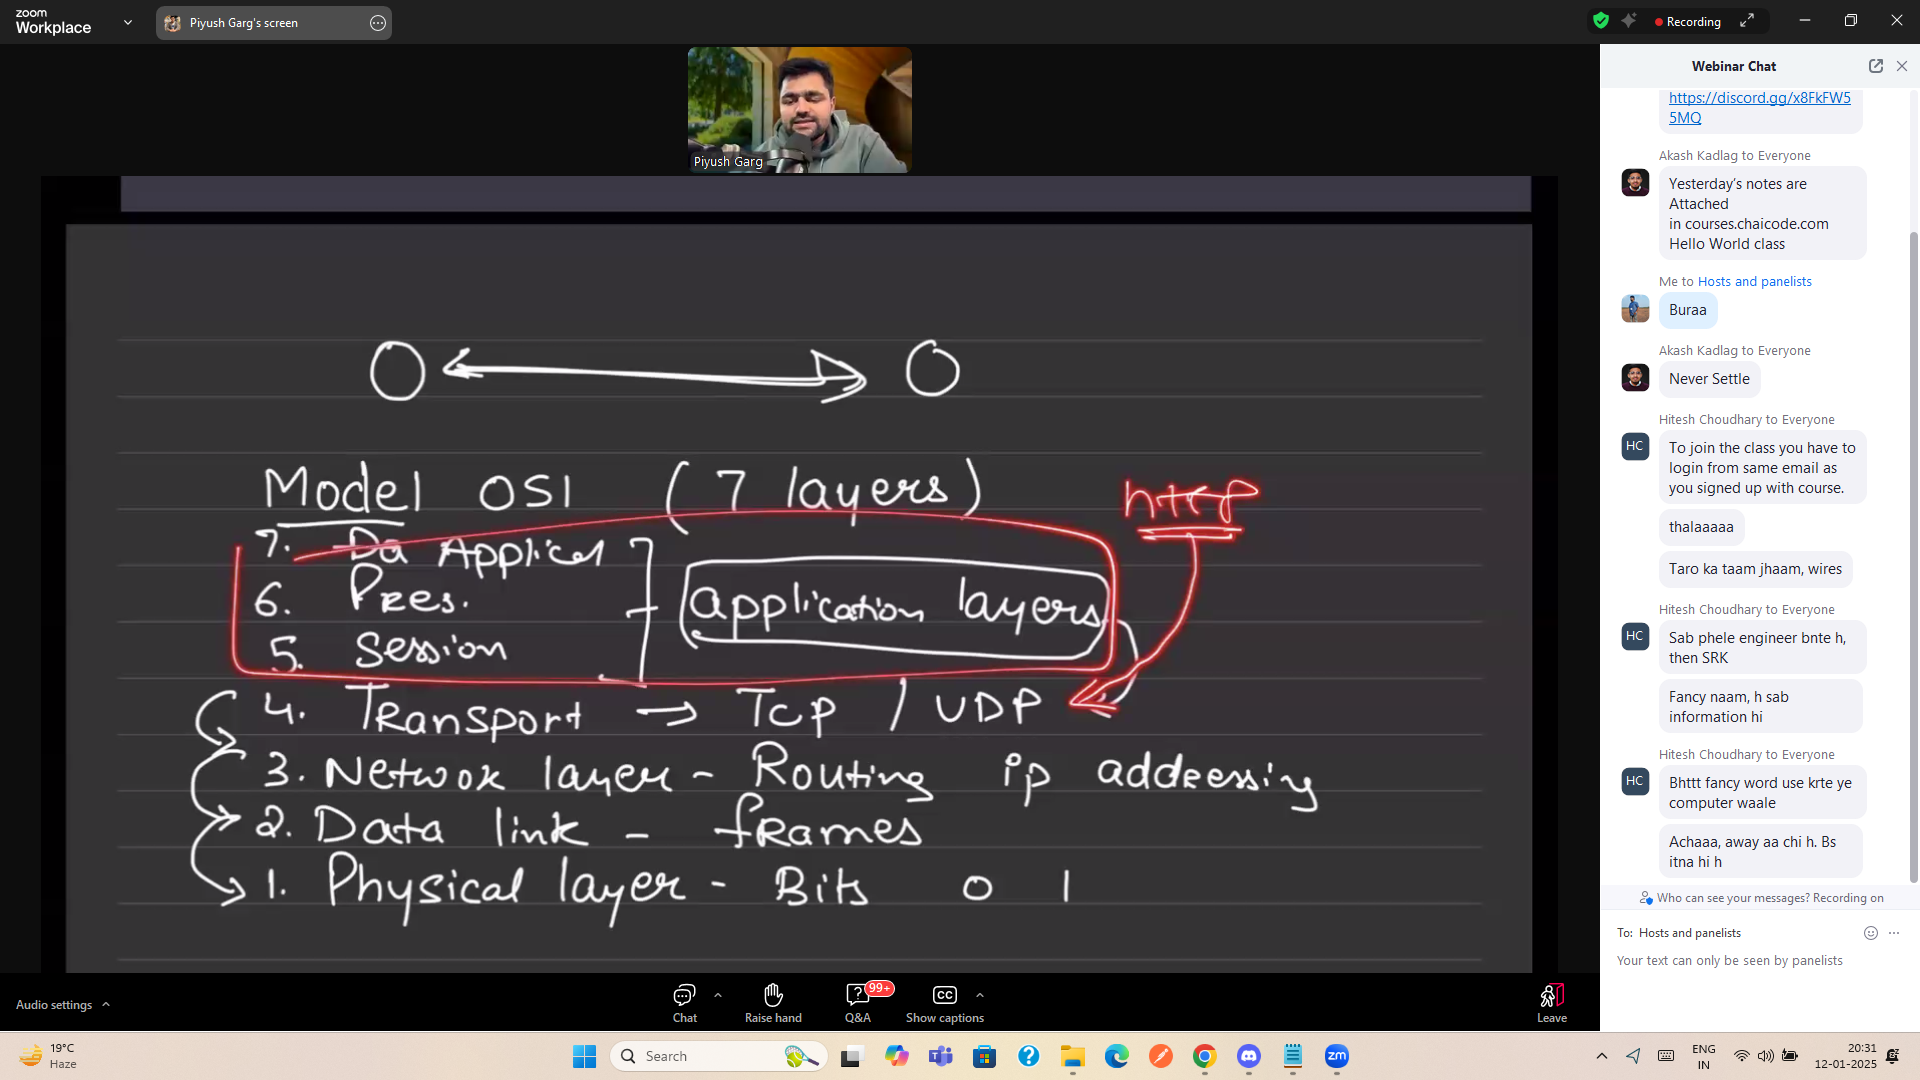 zoom
Workplace
Piyush Garg's screen
Recording
Piyush Garg
Model OSI (7 layers)
7. Da Applicat
6. Pres.
5. Session
application layers
http
4. Transport → TCP / UDP
3. Netwok layer - Routing ip addressing
2. Data link - frames
1. Physical layer - Bits 0 1
Webinar Chat
https://discord.gg/x8FkFW5
5MQ
Akash Kadlag to Everyone
Yesterday's notes are
Attached
in courses.chaicode.com
Hello World class
Me to Hosts and panelists
Buraa
Akash Kadlag to Everyone
Never Settle
Hitesh Choudhary to Everyone
HC
To join the class you have to
login from same email as
you signed up with course.
thalaaaaa
Taro ka taam jhaam, wires
Hitesh Choudhary to Everyone
HC
Sab phele engineer bnte h,
then SRK
Fancy naam, h sab
information hi
Hitesh Choudhary to Everyone
HC
Bhttt fancy word use krte ye
computer waale
Achaaa, away aa chi h. Bs
itna hi h
Who can see your messages? Recording on
To: Hosts and panelists
Your text can only be seen by panelists
Audio settings
Chat
Raise hand
99+
Q&A
CC
Show captions
Leave
19°C
Haze
Search
zm
ENG
IN
20:31
12-01-2025